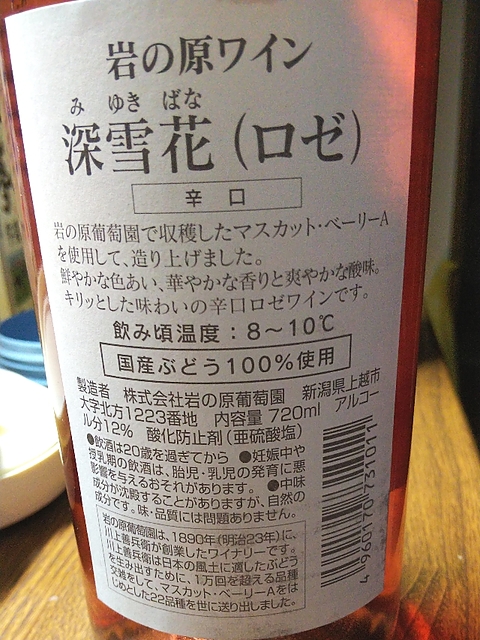 岩の原ワイン
み ゆき ばな
深雪花(ロゼ)
辛口
岩の原葡萄園で収穫したマスカット・ベーリーA
を使用して、造り上げました。
鮮やかな色あい、華やかな香りと爽やかな酸味。
キリッとした味わいの辛口ロゼワインです。
飲み頃温度:8〜10℃
国産ぶどう100%使用
製造者 株式会社岩の原葡萄園 新潟県上越市
大字北方1223番地 内容量720ml アルコー
ル分12% 酸化防止剤(亜硫酸塩)
●飲酒は20歳を過ぎてから ●妊娠中や
授乳期の飲酒は、胎児・乳児の発育に悪
影響を与えるおそれがあります。 ●中味
成分が沈殿することがありますが、自然の
成分です。味・品質には問題ありません。
岩の原葡萄園は、1890年(明治23年)に、
川上善兵衛が創業したワイナリーです。
川上善兵衛は日本の風土に適したぶどう
を生み出すために、1万回を超える品種
交雑をして、マスカット・ベーリーAをは
じめとした22品種を世に送り出しました。
4960170731011